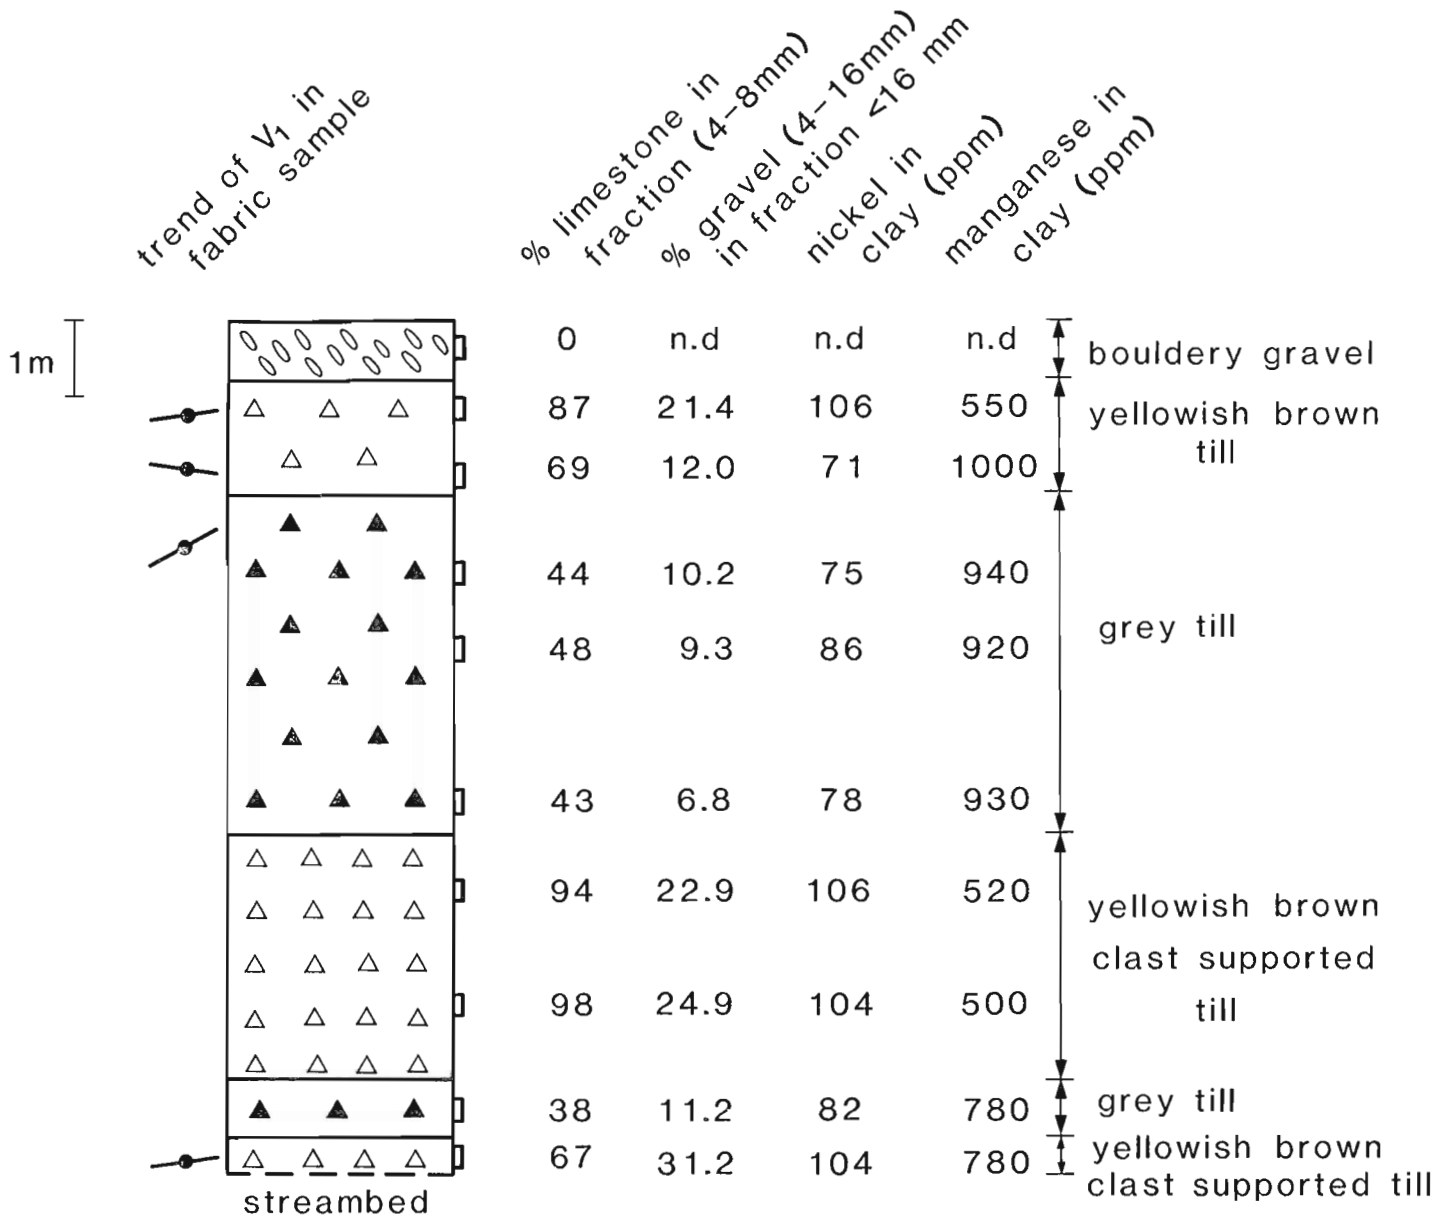 trend of V1 in
fabric sample
% limestone in
fraction (4-8mm)
% gravel (4-16mm)
in fraction <16 mm
nickel in
clay (ppm)
manganese in
clay (ppm)
1m
0 n.d n.d n.d
bouldery gravel
87 21.4 106 550
yellowish brown
till
69 12.0 71 1000
44 10.2 75 940
grey till
48 9.3 86 920
43 6.8 78 930
94 22.9 106 520
yellowish brown
clast supported
till
98 24.9 104 500
38 11.2 82 780
grey till
67 31.2 104 780
yellowish brown
clast supported till
streambed